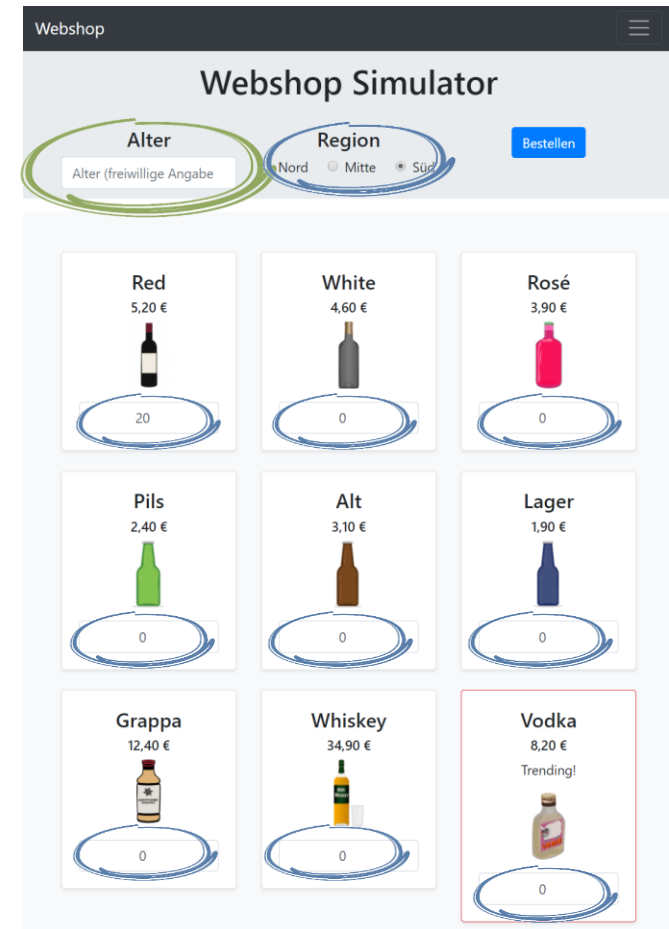 Webshop
Webshop Simulator
Alter
Region
Bestellen
Alter (freiwillige Angabe
Nord Mitte Süd
Red White Rosé
5,20 € 4,60 € 3,90 €
20 0 0
Pils Alt Lager
2,40 € 3,10 € 1,90 €
0 0 0
Grappa Whiskey Vodka
12,40 € 34,90 € 8,20 €
Trending!
0 0
0